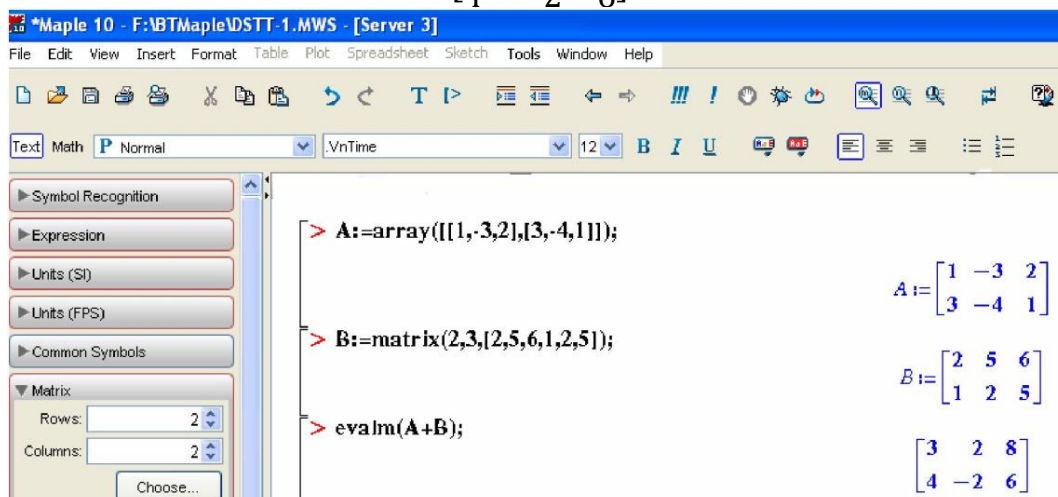 *Maple 10 - F:\BTMaple\DSTT-1.MWS - [Server 3]
File Edit View Insert Format Table Plot Spreadsheet Sketch Tools Window Help
T
Text Math P Normal .VnTime 12 B I U
Symbol Recognition
Expression
Units (SI)
Units (FPS)
Common Symbols
Matrix
Rows: 2
Columns: 2
Choose...
> A:=array([[1,-3,2],[3,-4,1]]);
A := [1 -3 2
3 -4 1]
> B:=matrix(2,3,[2,5,6,1,2,5]);
B := [2 5 6
1 2 5]
> evalm(A+B);
[3 2 8
4 -2 6]